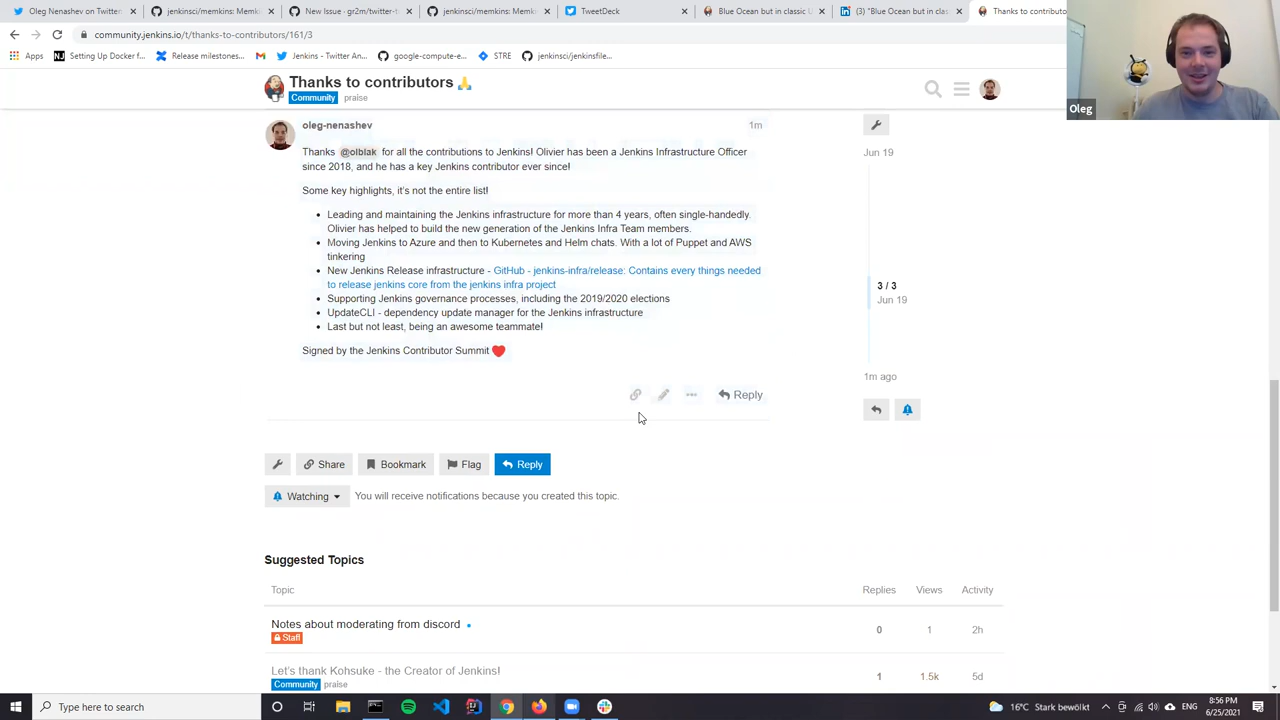 Oleg Nenashev on Twitter
jenkinsci/memkins: Memk
New Issue · gr2m/twitter-to
jenkinsci/memkins: Memk
TweetDeck
Blue Ocean but in classic U
(3) "Blue Ocean but in clas
Thanks to contributo
community.jenkins.io/t/thanks-to-contributors/161/3
Apps
Setting Up Docker f...
Release milestones...
Jenkins - Twitter An...
google-compute-e...
STRE
jenkinsci/jenkinsfile...
Oleg
Thanks to contributors 🙏
Community praise
oleg-nenashev
1m
Thanks @olblak for all the contributions to Jenkins! Olivier has been a Jenkins Infrastructure Officer
since 2018, and he has a key Jenkins contributor ever since!
Some key highlights, it's not the entire list!
• Leading and maintaining the Jenkins infrastructure for more than 4 years, often single-handedly.
Olivier has helped to build the new generation of the Jenkins Infra Team members.
• Moving Jenkins to Azure and then to Kubernetes and Helm chats. With a lot of Puppet and AWS
tinkering
• New Jenkins Release infrastructure - GitHub - jenkins-infra/release: Contains every things needed
to release jenkins core from the jenkins infra project
• Supporting Jenkins governance processes, including the 2019/2020 elections
• UpdateCLI - dependency update manager for the Jenkins infrastructure
• Last but not least, being an awesome teammate!
Signed by the Jenkins Contributor Summit ❤️
Reply
Jun 19
3 / 3
Jun 19
1m ago
Share
Bookmark
Flag
Reply
Watching
You will receive notifications because you created this topic.
Suggested Topics
Topic Replies Views Activity
Notes about moderating from discord 0 1 2h
Staff
Let's thank Kohsuke - the Creator of Jenkins! 1 1.5k 5d
Community praise
Type here to search
16°C Stark bewölkt
ENG
8:56 PM
6/25/2021